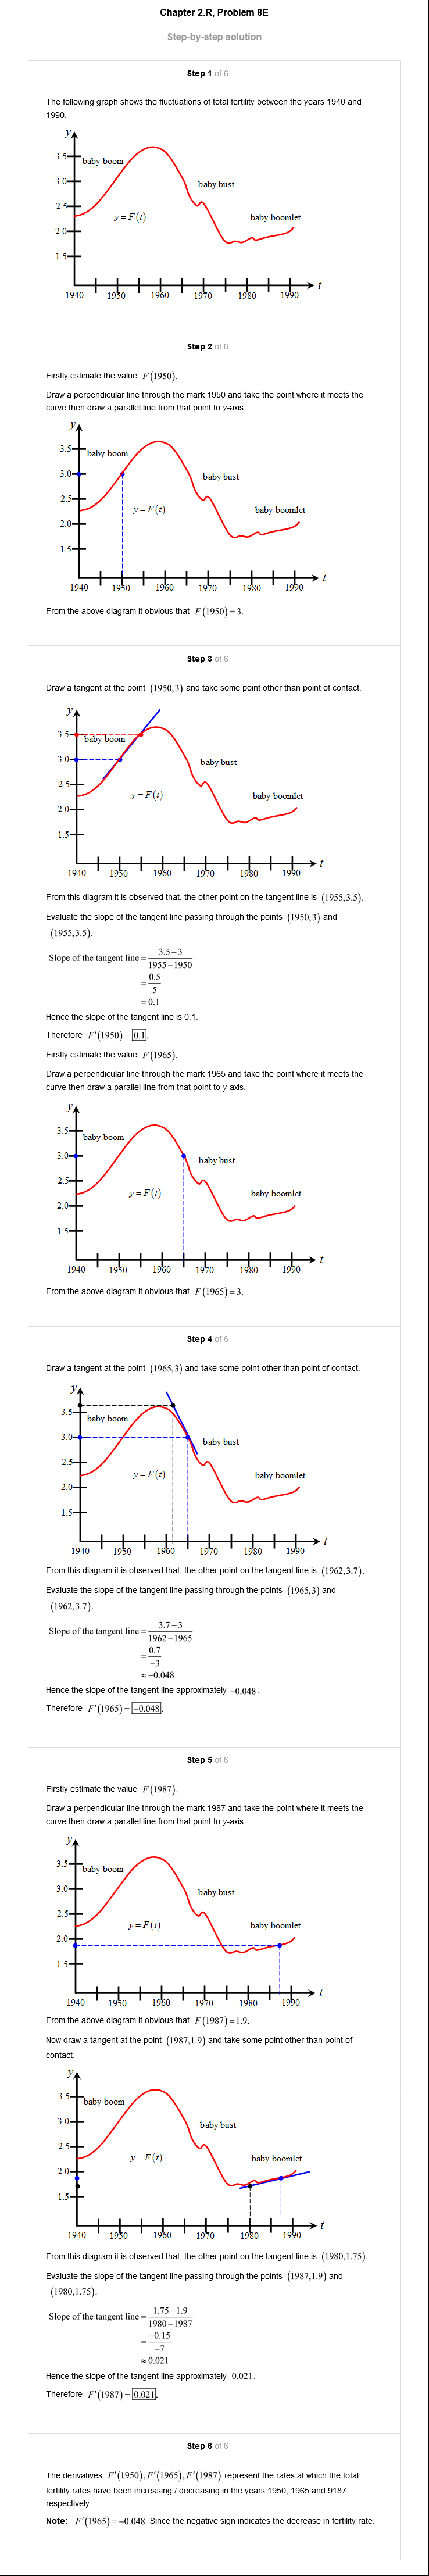 Chapter 2.R, Problem 8E
Step-by-step solution
Step 1 of 6
The following graph shows the fluctuations of total fertility between the years 1940 and
1990.
y
3.5
baby boom
3.0
baby bust
2.5
y = F(t)
baby boomlet
2.0
1.5
t
1940 1950 1960 1970 1980 1990
Step 2 of 6
Firstly estimate the value F(1950).
Draw a perpendicular line through the mark 1950 and take the point where it meets the
curve then draw a parallel line from that point to y-axis.
y
3.5
baby boom
3.0
baby bust
2.5
y = F(t)
baby boomlet
2.0
1.5
t
1940 1950 1960 1970 1980 1990
From the above diagram it obvious that F(1950) = 3.
Step 3 of 6
Draw a tangent at the point (1950,3) and take some point other than point of contact.
y
3.5
baby boom
3.0
baby bust
2.5
y = F(t)
baby boomlet
2.0
1.5
t
1940 1950 1960 1970 1980 1990
From this diagram it is observed that, the other point on the tangent line is (1955,3.5).
Evaluate the slope of the tangent line passing through the points (1950,3) and
(1955,3.5).
Slope of the tangent line = 3.5−3
1955−1950
= 0.5
5
= 0.1
Hence the slope of the tangent line is 0.1.
Therefore F′(1950) = 0.1.
Firstly estimate the value F(1965).
Draw a perpendicular line through the mark 1965 and take the point where it meets the
curve then draw a parallel line from that point to y-axis.
y
3.5
baby boom
3.0
baby bust
2.5
y = F(t)
baby boomlet
2.0
1.5
t
1940 1950 1960 1970 1980 1990
From the above diagram it obvious that F(1965) = 3.
Step 4 of 6
Draw a tangent at the point (1965,3) and take some point other than point of contact.
y
3.5
baby boom
3.0
baby bust
2.5
y = F(t)
baby boomlet
2.0
1.5
t
1940 1950 1960 1970 1980 1990
From this diagram it is observed that, the other point on the tangent line is (1962,3.7).
Evaluate the slope of the tangent line passing through the points (1965,3) and
(1962,3.7).
Slope of the tangent line = 3.7−3
1962−1965
= 0.7
−3
≈ −0.048
Hence the slope of the tangent line approximately −0.048.
Therefore F′(1965) = −0.048.
Step 5 of 6
Firstly estimate the value F(1987).
Draw a perpendicular line through the mark 1987 and take the point where it meets the
curve then draw a parallel line from that point to y-axis.
y
3.5
baby boom
3.0
baby bust
2.5
y = F(t)
baby boomlet
2.0
1.5
t
1940 1950 1960 1970 1980 1990
From the above diagram it obvious that F(1987) = 1.9.
Now draw a tangent at the point (1987,1.9) and take some point other than point of
contact.
y
3.5
baby boom
3.0
baby bust
2.5
y = F(t)
baby boomlet
2.0
1.5
t
1940 1950 1960 1970 1980 1990
From this diagram it is observed that, the other point on the tangent line is (1980,1.75).
Evaluate the slope of the tangent line passing through the points (1987,1.9) and
(1980,1.75).
Slope of the tangent line = 1.75−1.9
1980−1987
= −0.15
−7
≈ 0.021
Hence the slope of the tangent line approximately 0.021.
Therefore F′(1987) = 0.021.
Step 6 of 6
The derivatives F′(1950), F′(1965), F′(1987) represent the rates at which the total
fertility rates have been increasing / decreasing in the years 1950, 1965 and 9187
respectively.
Note: F′(1965) = −0.048 Since the negative sign indicates the decrease in fertility rate.